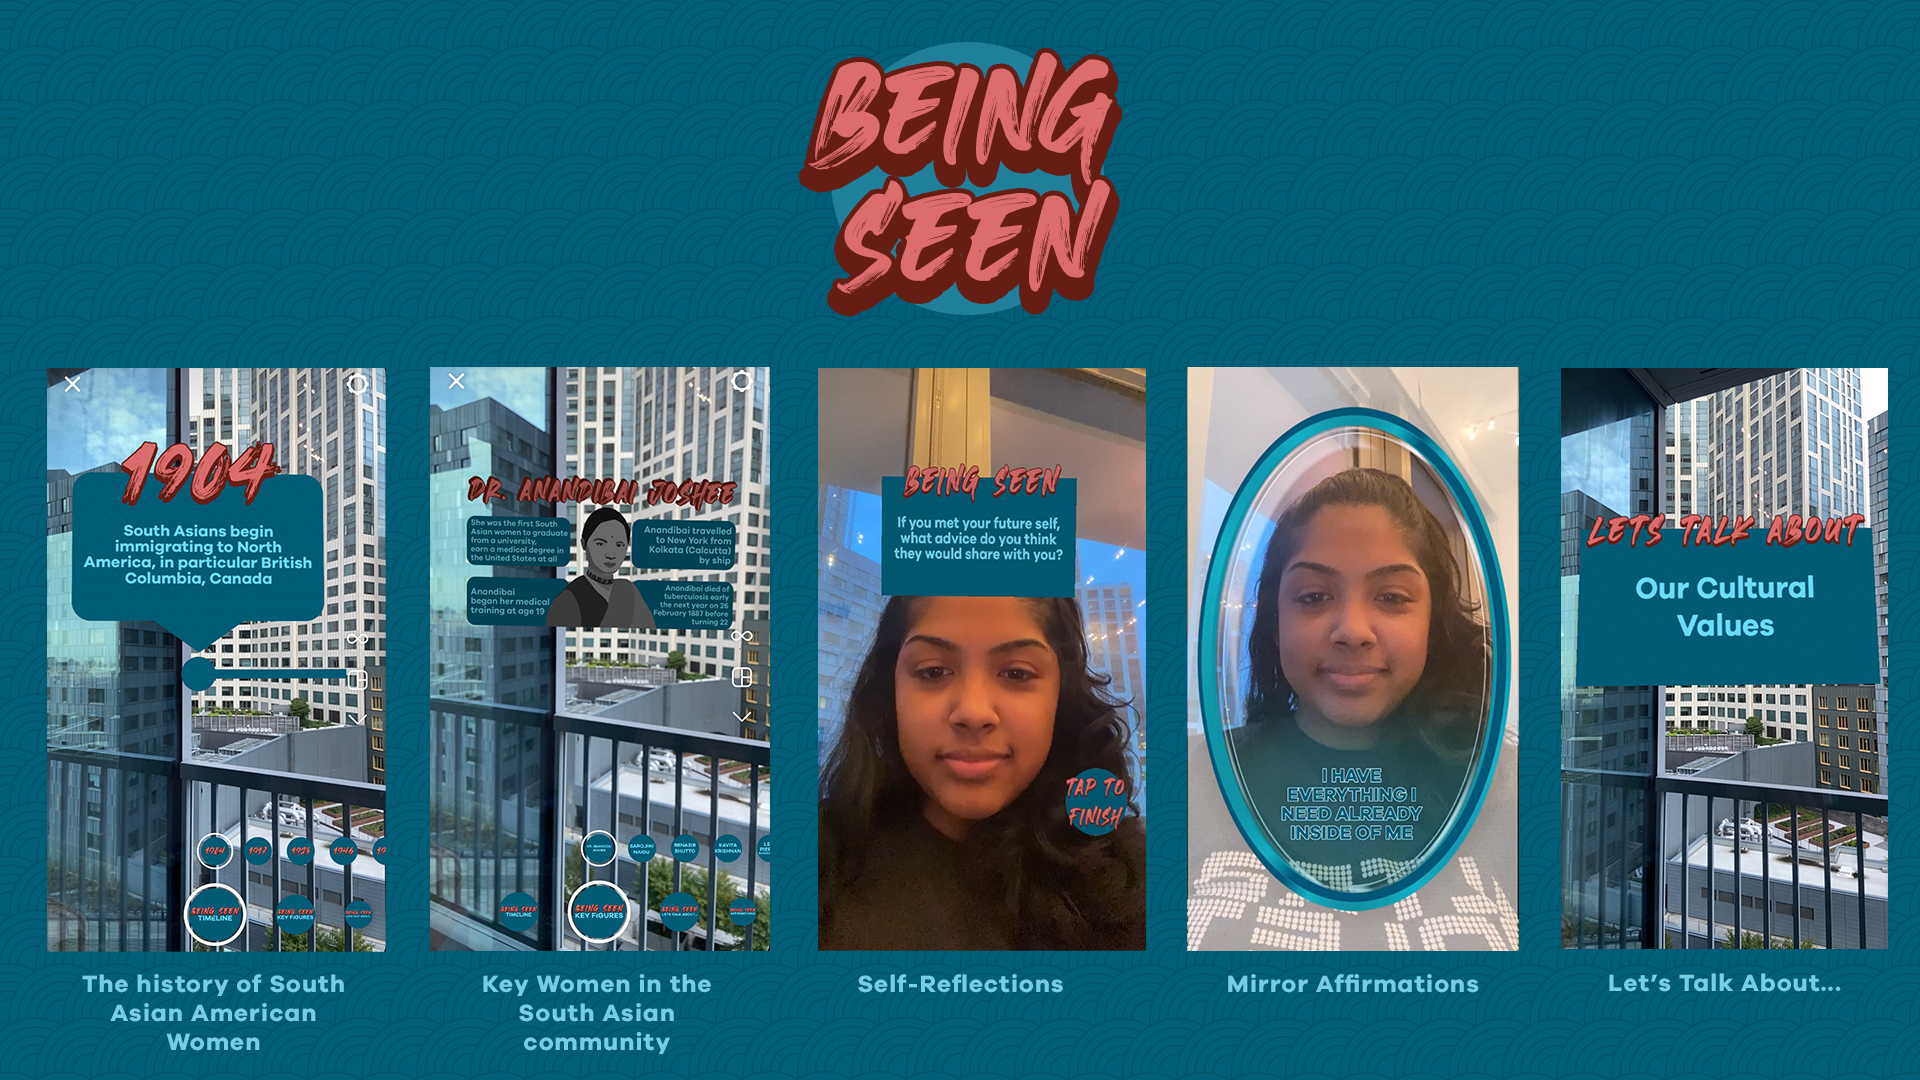 BEING
SEEN
1904
South Asians begin
immigrating to North
America, in particular British
Columbia, Canada
1904 1917 1923 1946
BEING SEEN
TIMELINE
BEING SEEN
KEY FIGURES
DR. ANANDIBAI JOSHEE
She was the first South
Asian women to graduate
from a university,
earn a medical degree in
the United States at all
Anandibai travelled
to New York from
Kolkata (Calcutta)
by ship
Anandibai
began her medical
training at age 19
Anandibai died of
tuberculosis early
the next year on 26
February 1887 before
turning 22
DR. ANANDIBAI
JOSHEE
SAROJINI
NAIDU
BENAZIR
BHUTTO
KAVITA
KRISHNAN
BEING SEEN
TIMELINE
BEING SEEN
KEY FIGURES
BEING SEEN
LETS TALK ABOUT...
BEING SEEN
AFFIRMATIONS
BEING SEEN
If you met your future self,
what advice do you think
they would share with you?
TAP TO
FINISH
I HAVE
EVERYTHING I
NEED ALREADY
INSIDE OF ME
LETS TALK ABOUT
Our Cultural
Values
The history of South
Asian American
Women
Key Women in the
South Asian
community
Self-Reflections
Mirror Affirmations
Let's Talk About...